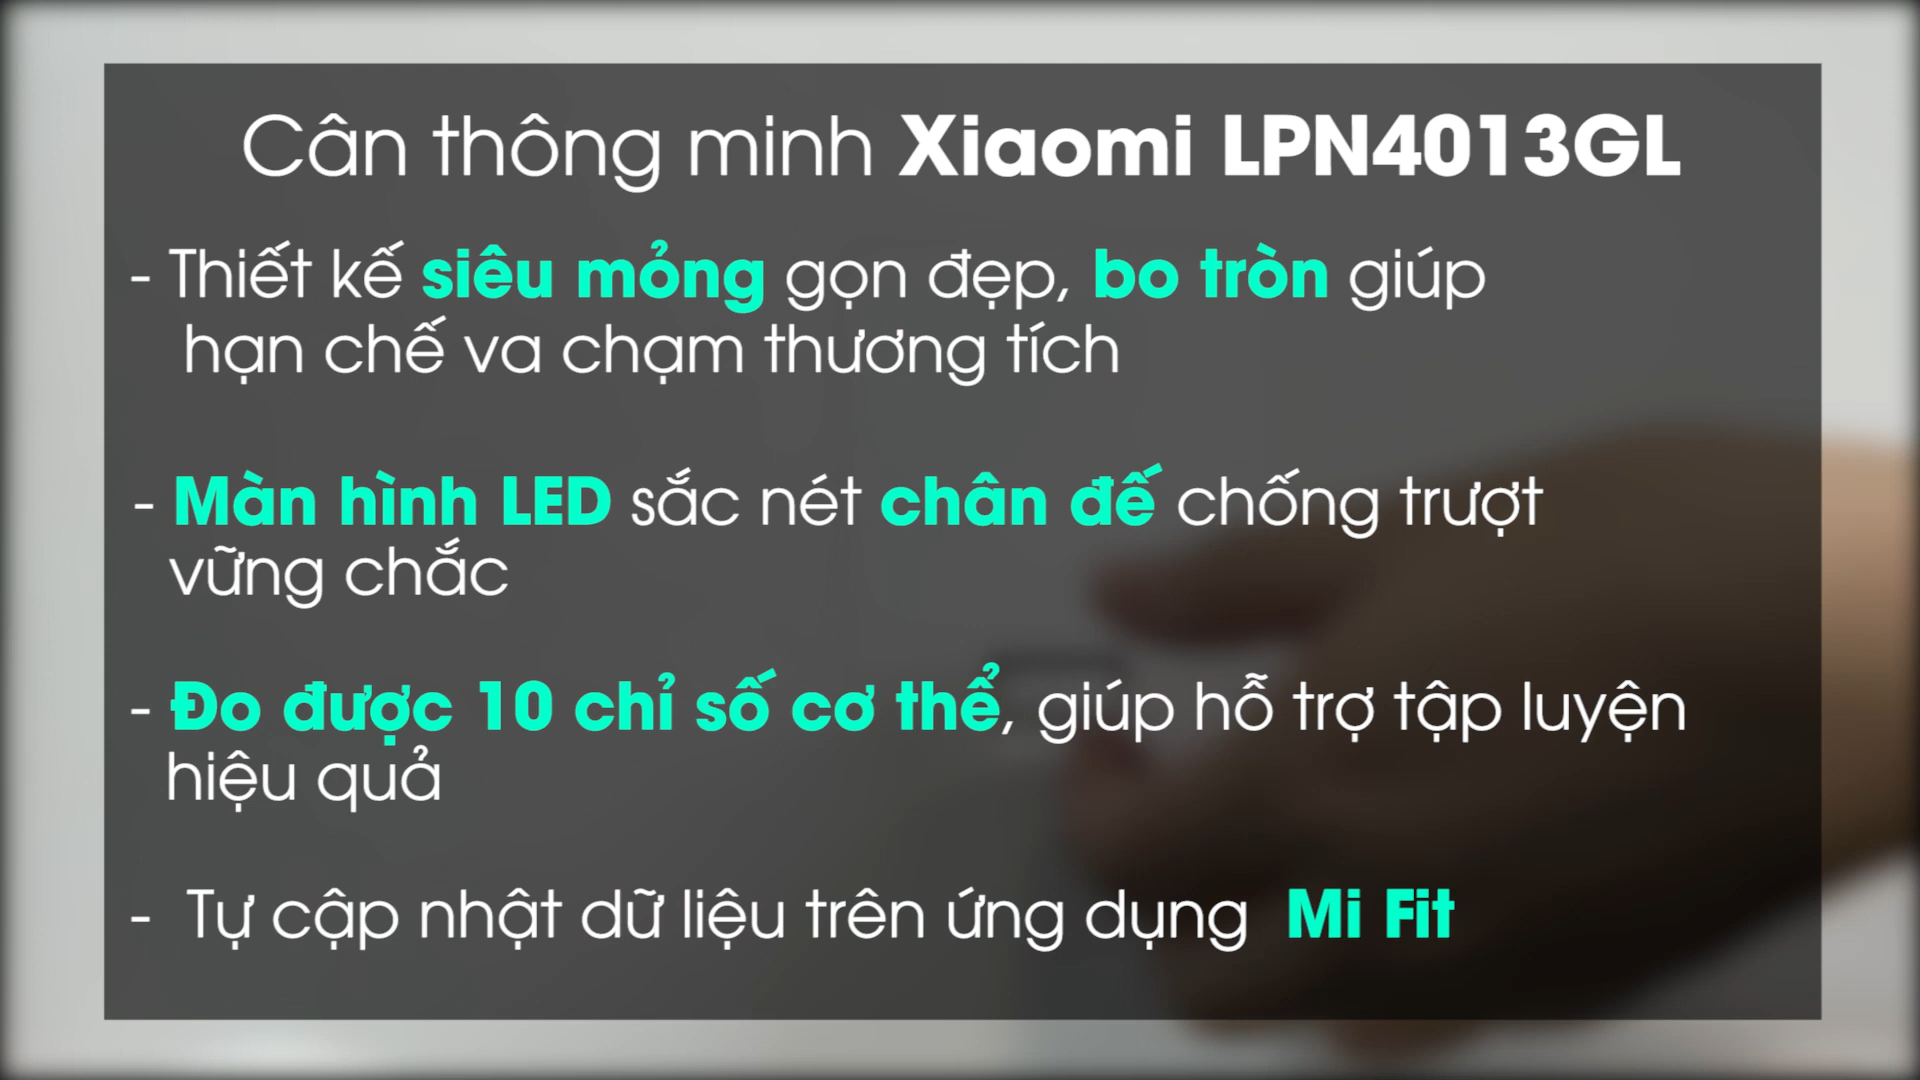 Cân thông minh Xiaomi LPN4013GL
- Thiết kế siêu mỏng gọn đẹp, bo tròn giúp
hạn chế va chạm thương tích
- Màn hình LED sắc nét chân đế chống trượt
vững chắc
- Đo được 10 chỉ số cơ thể, giúp hỗ trợ tập luyện
hiệu quả
- Tự cập nhật dữ liệu trên ứng dụng Mi Fit